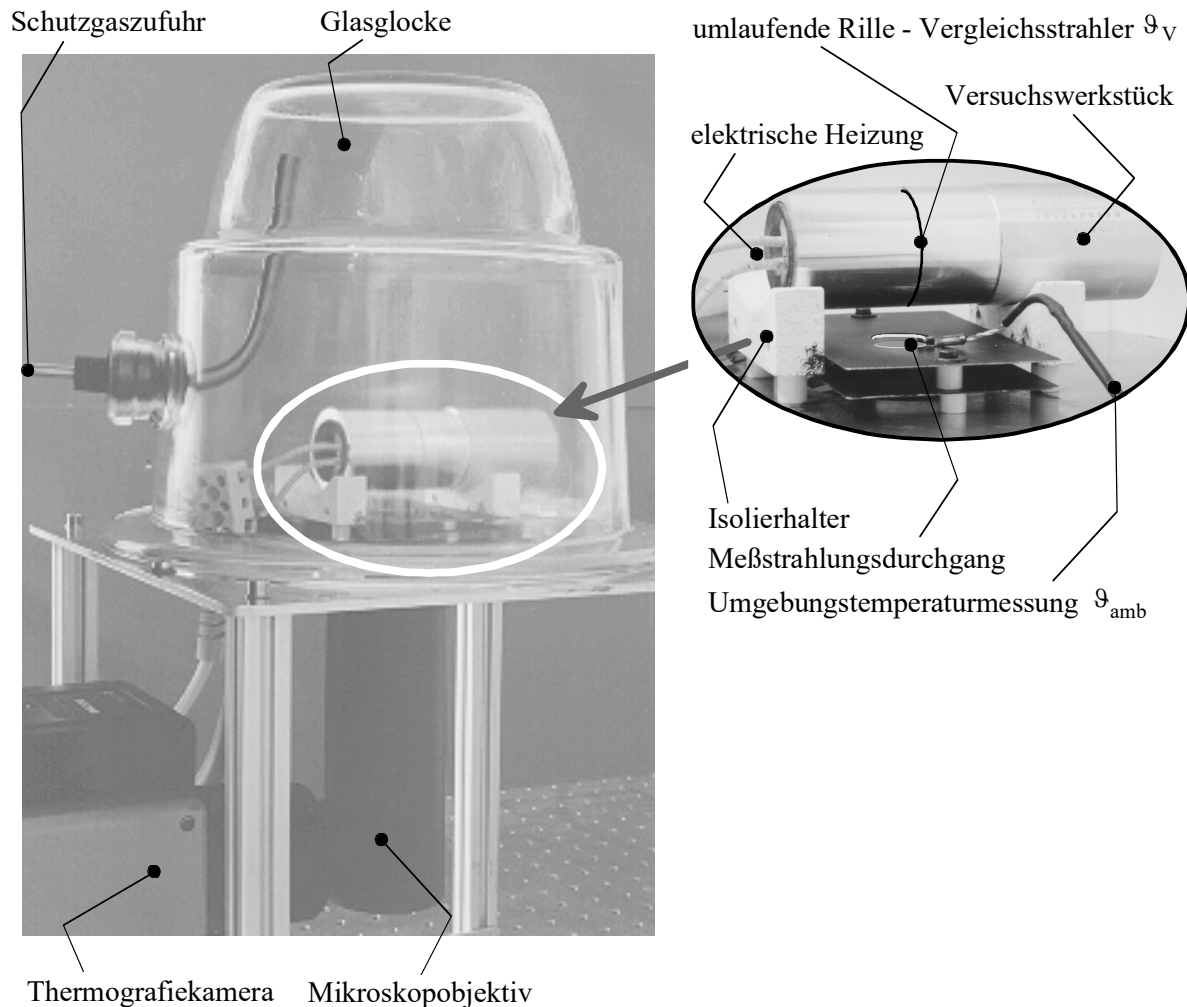 Schutzgaszufuhr
Glasglocke
umlaufende Rille - Vergleichsstrahler ϑV
Versuchswerkstück
elektrische Heizung
Isolierhalter
Meßstrahlungsdurchgang
Umgebungstemperaturmessung ϑamb
Thermografiekamera
Mikroskopobjektiv